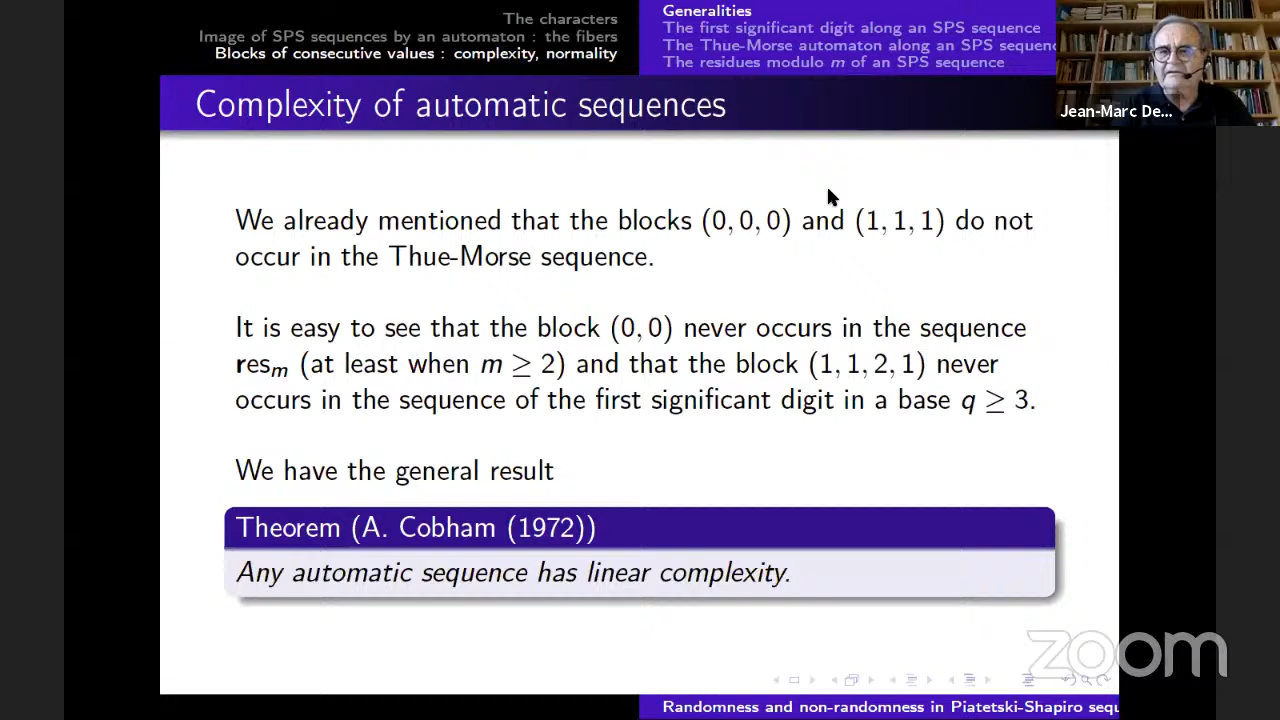 The characters
Image of SPS sequences by an automaton : the fibers
Blocks of consecutive values : complexity, normality
Generalities
The first significant digit along an SPS sequence
The Thue-Morse automaton along an SPS sequenc
The residues modulo m of an SPS sequence
Jean-Marc De...
Complexity of automatic sequences
We already mentioned that the blocks (0, 0, 0) and (1, 1, 1) do not
occur in the Thue-Morse sequence.
It is easy to see that the block (0, 0) never occurs in the sequence
resₘ (at least when m ≥ 2) and that the block (1, 1, 2, 1) never
occurs in the sequence of the first significant digit in a base q ≥ 3.
We have the general result
Theorem (A. Cobham (1972))
Any automatic sequence has linear complexity.
zoom
Randomness and non-randomness in Piatetski-Shapiro sequ